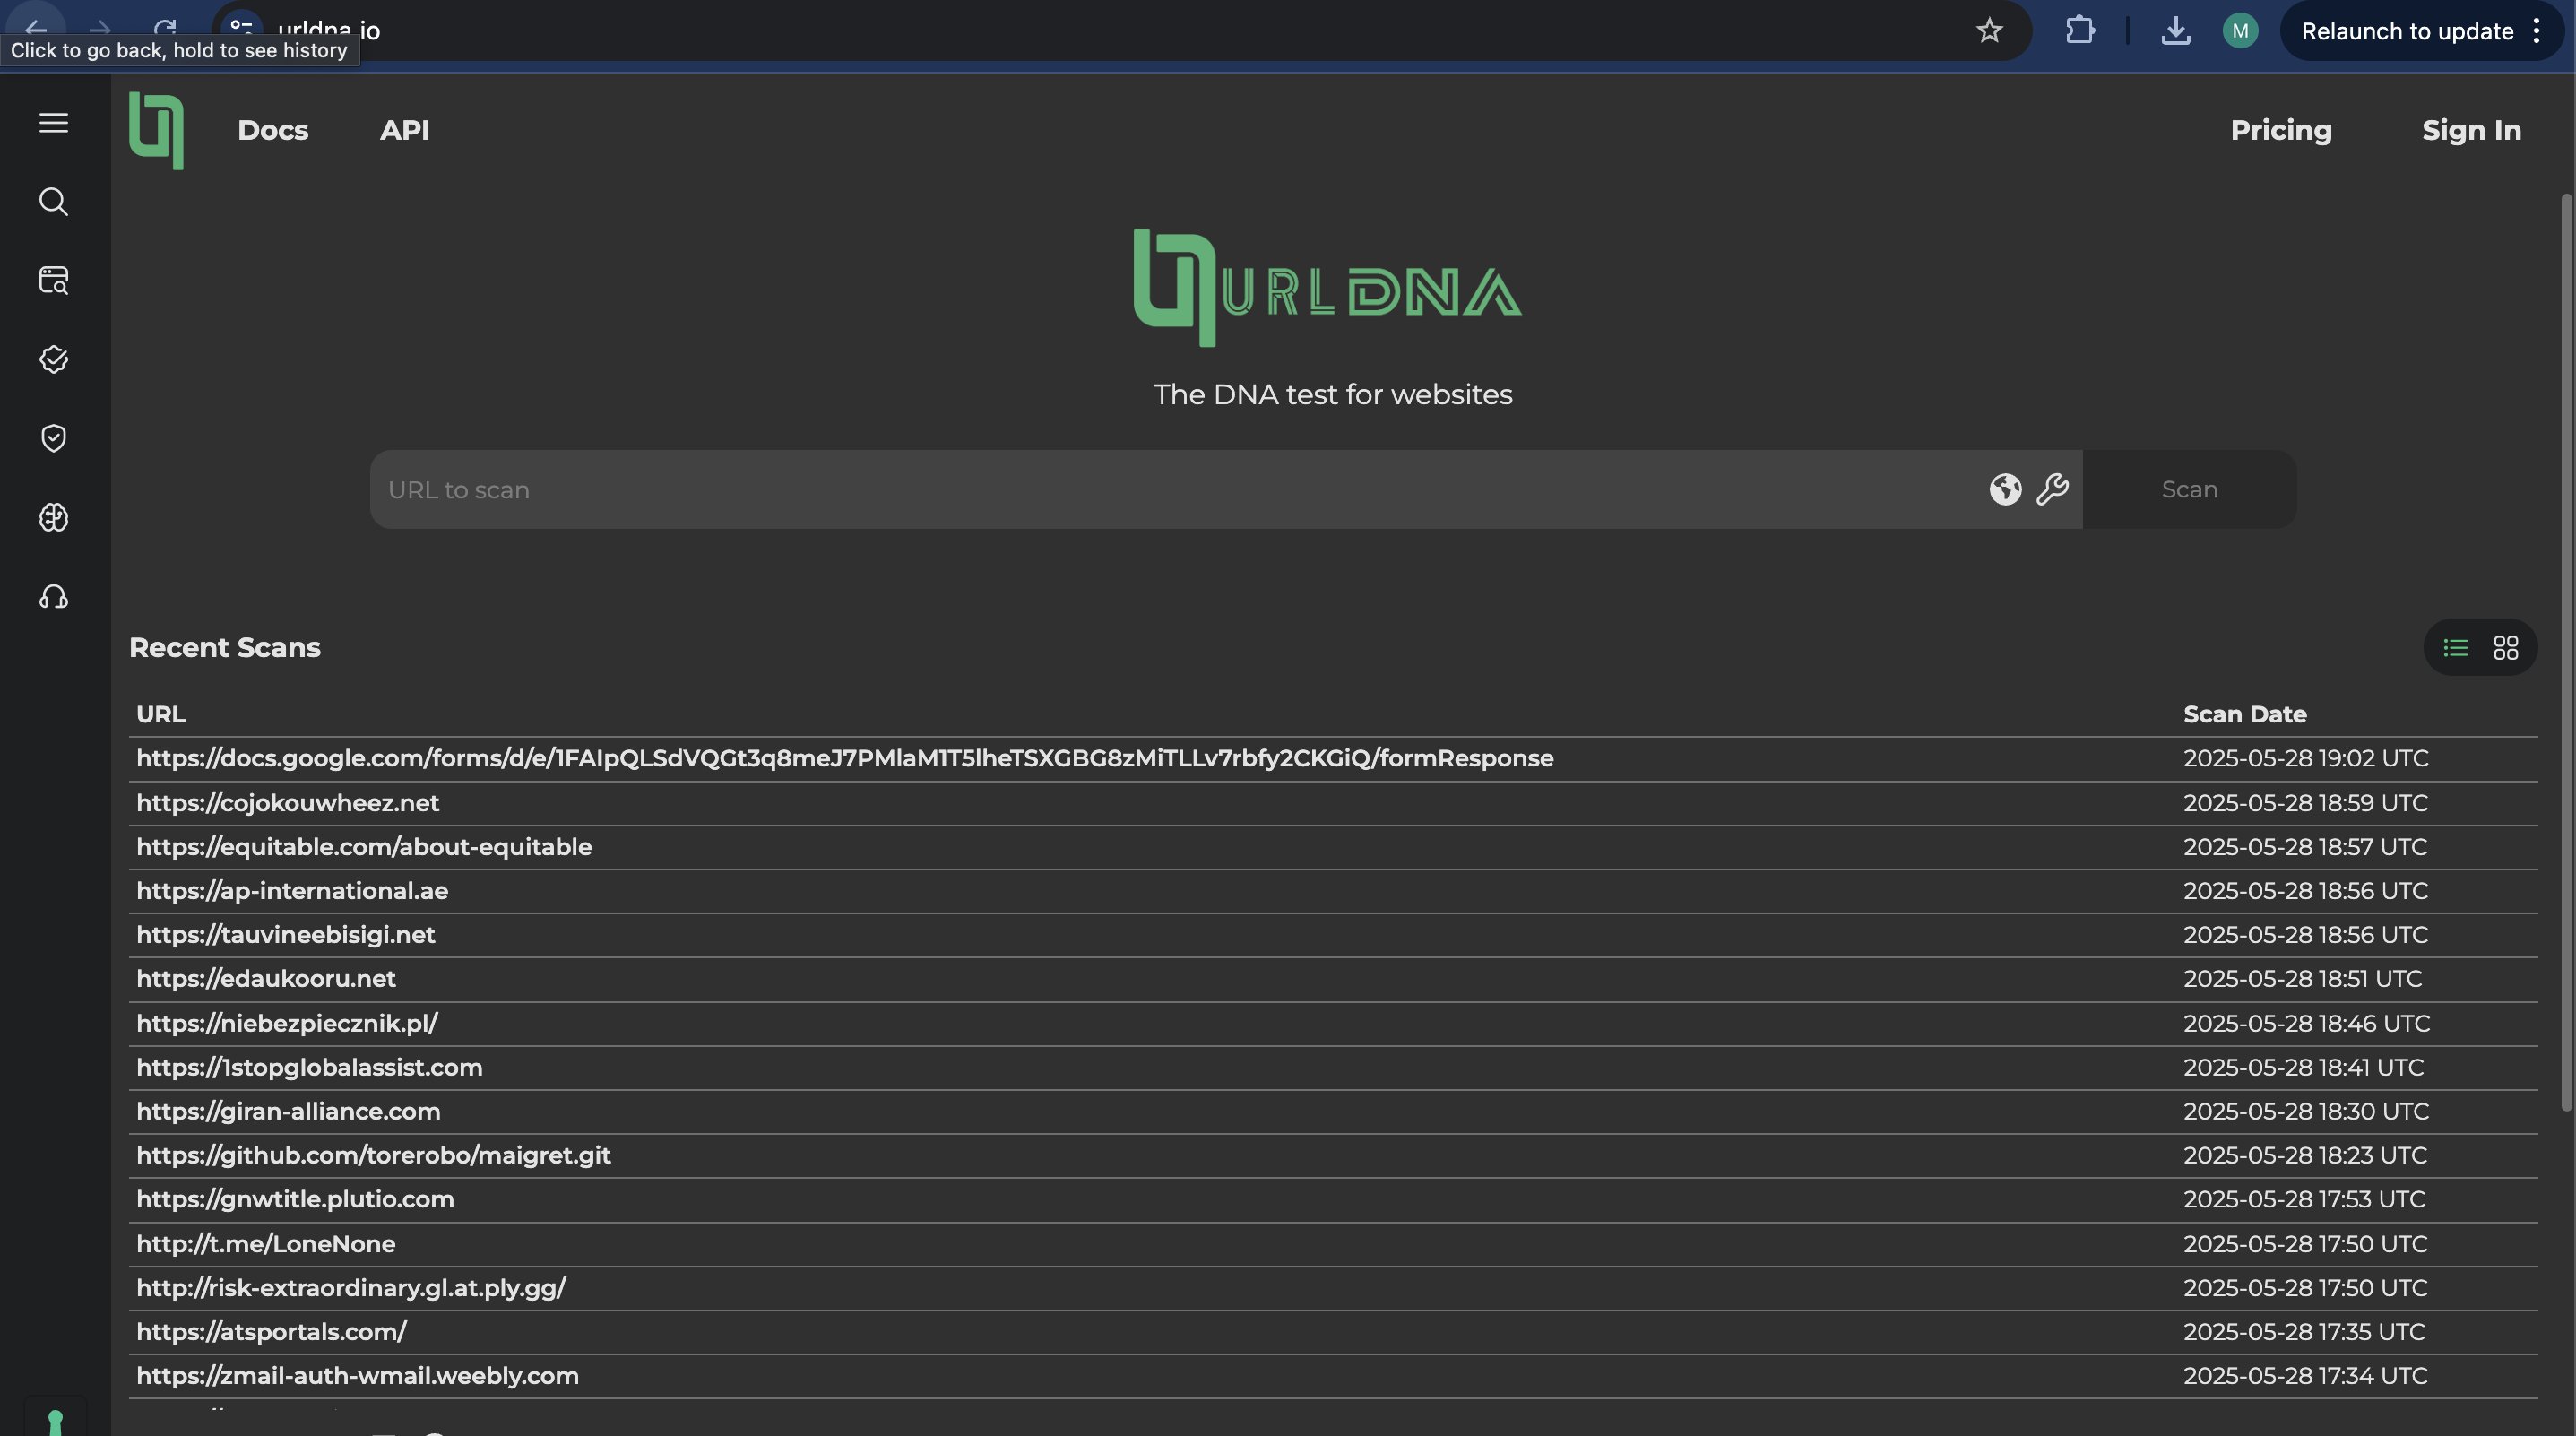 urldna.io
M
Relaunch to update
Click to go back, hold to see history
Docs
API
Pricing
Sign In
URLDNA
The DNA test for websites
URL to scan
Scan
Recent Scans
URL
Scan Date
https://docs.google.com/forms/d/e/1FAIpQLSdVQGt3q8meJ7PMlaM1T5lheTSXGBG8zMiTLLv7rbfy2CKGiQ/formResponse
2025-05-28 19:02 UTC
https://cojokouwheez.net
2025-05-28 18:59 UTC
https://equitable.com/about-equitable
2025-05-28 18:57 UTC
https://ap-international.ae
2025-05-28 18:56 UTC
https://tauvineebisigi.net
2025-05-28 18:56 UTC
https://edaukooru.net
2025-05-28 18:51 UTC
https://niebezpiecznik.pl/
2025-05-28 18:46 UTC
https://1stopglobalassist.com
2025-05-28 18:41 UTC
https://giran-alliance.com
2025-05-28 18:30 UTC
https://github.com/torerobo/maigret.git
2025-05-28 18:23 UTC
https://gnwtitle.plutio.com
2025-05-28 17:53 UTC
http://t.me/LoneNone
2025-05-28 17:50 UTC
http://risk-extraordinary.gl.at.ply.gg/
2025-05-28 17:50 UTC
https://atsportals.com/
2025-05-28 17:35 UTC
https://zmail-auth-wmail.weebly.com
2025-05-28 17:34 UTC